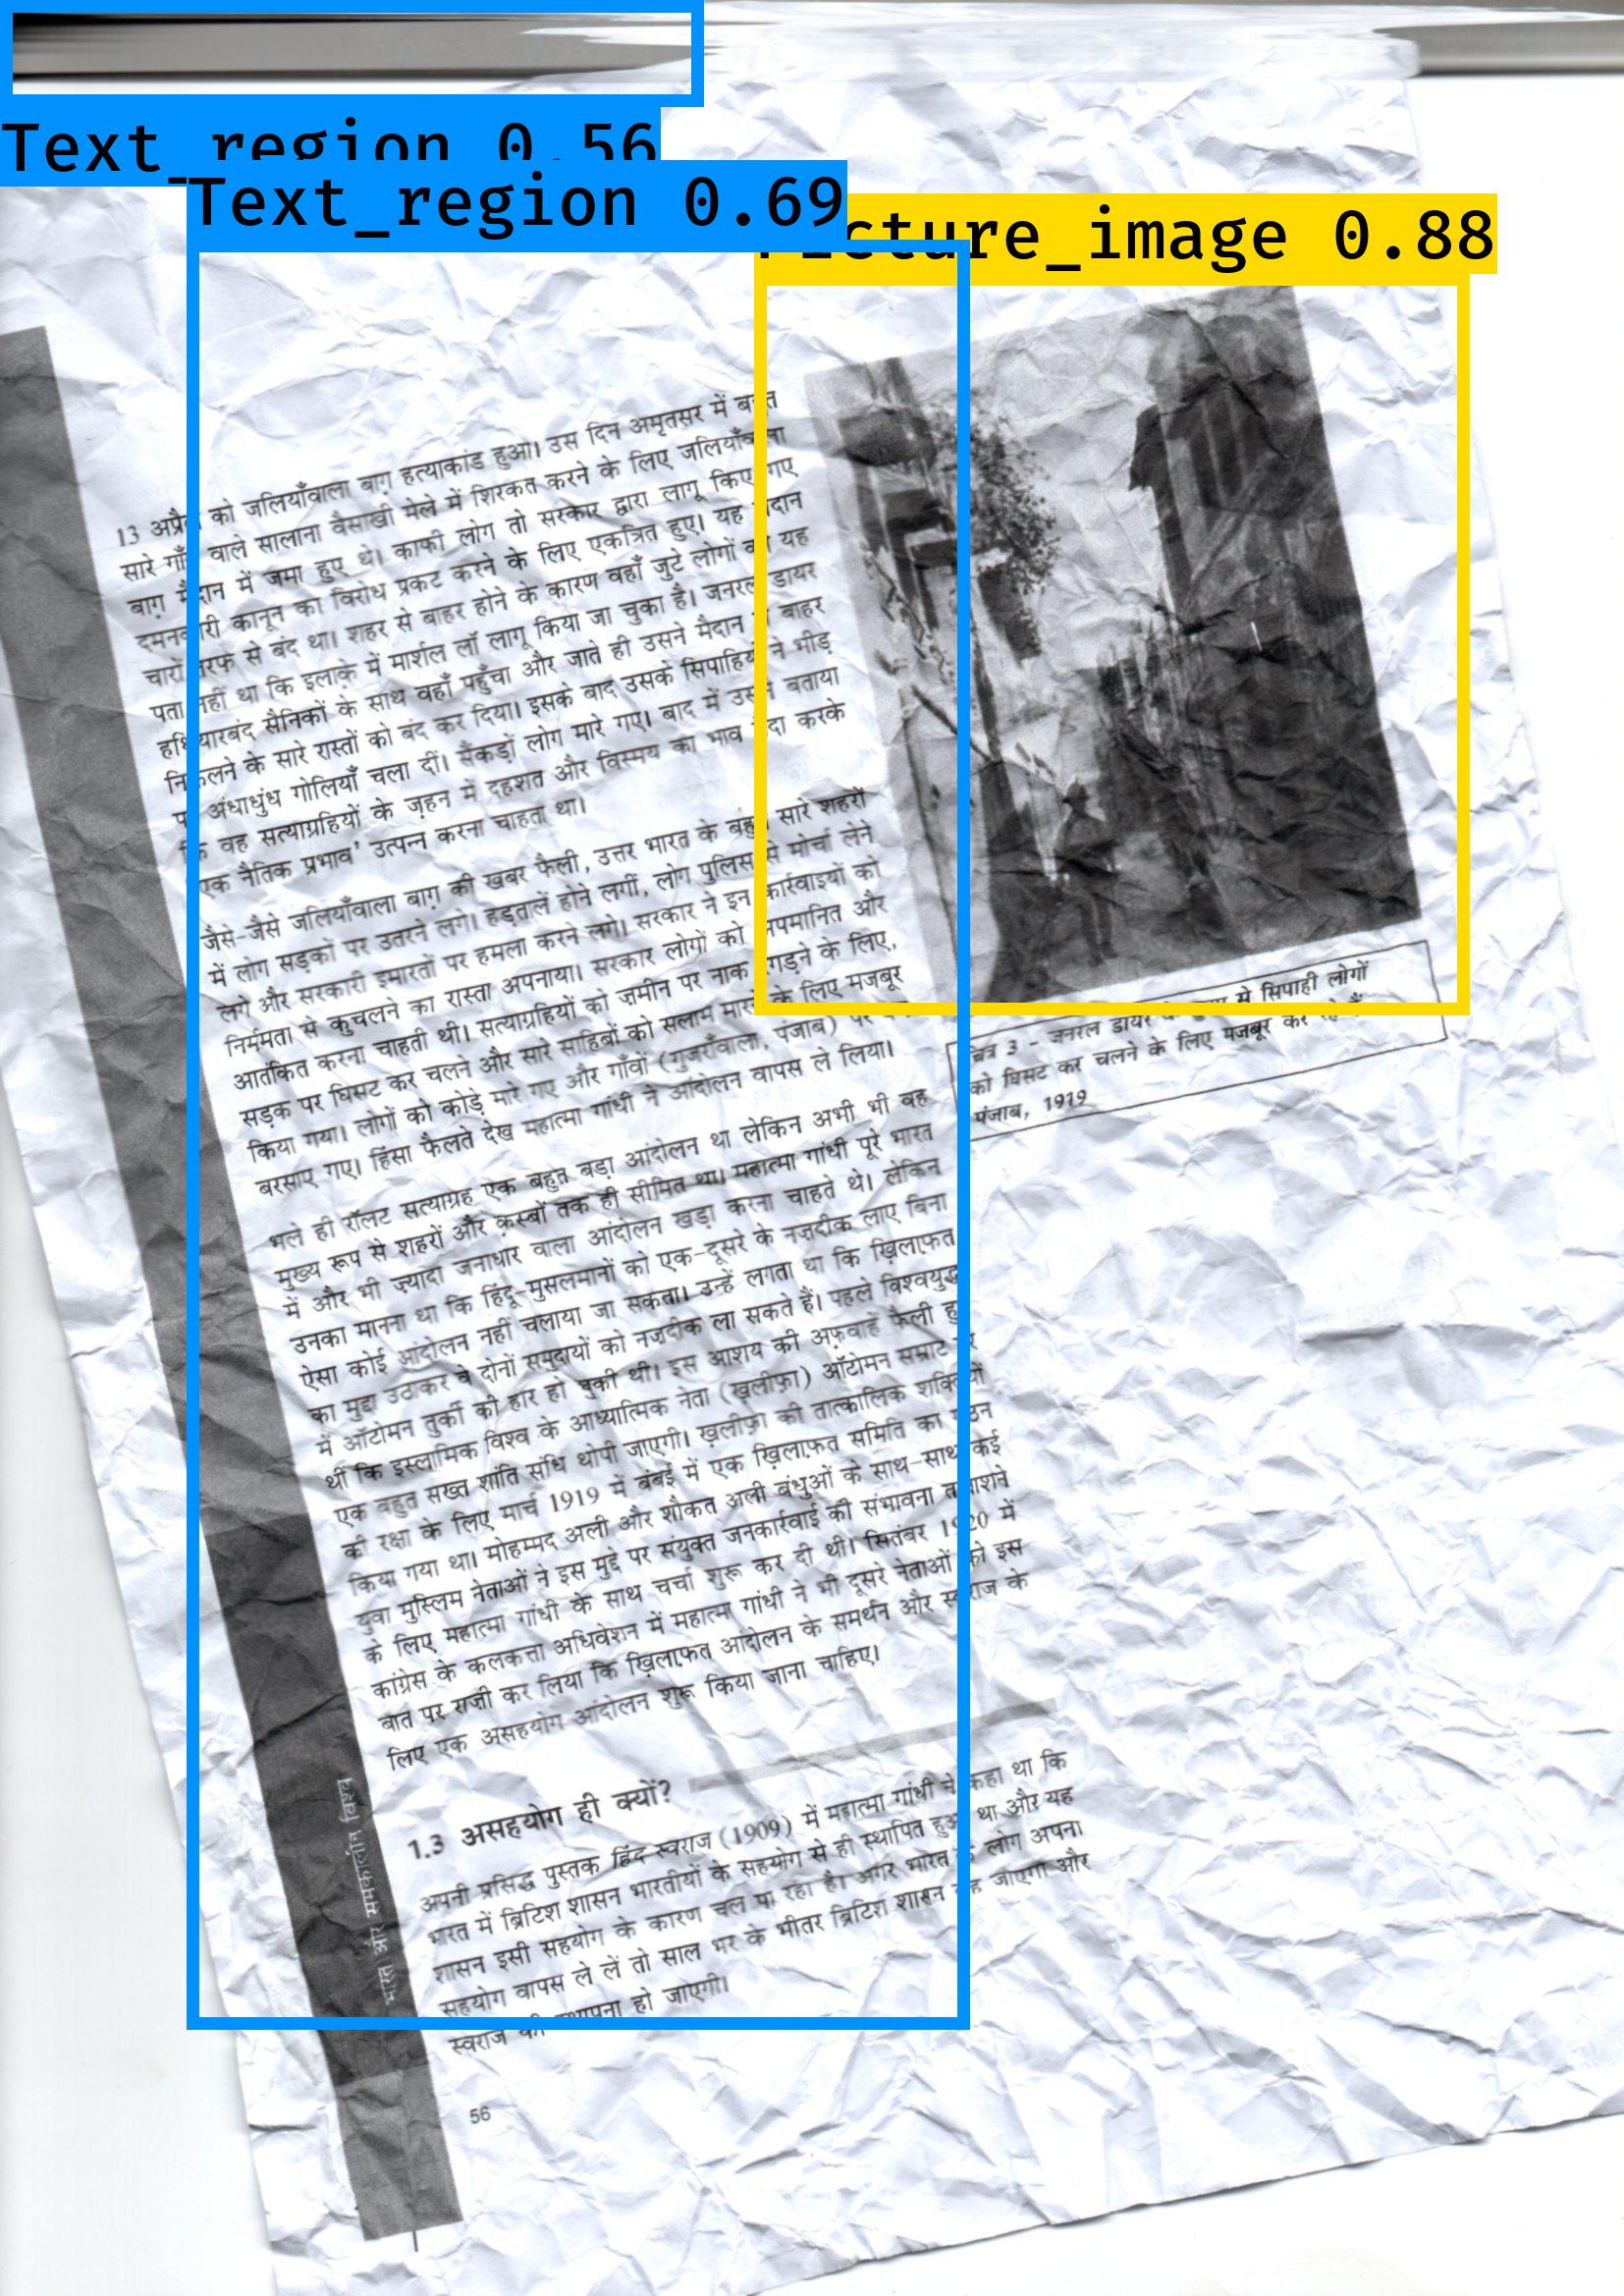 Text_region 0.56
Text_region 0.69
Picture_image 0.88
13 अप्रैल को जलियाँवाला बाग़ हत्याकांड हुआ। उस दिन अमृतसर में बहुत
सारे गाँव वाले सालाना वैसाखी मेले में शिरकत करने के लिए जलियाँवाला
बाग़ मैदान में जमा हुए थे। काफी लोग तो सरकार द्वारा लागू किए गए
दमनकारी कानून का विरोध प्रकट करने के लिए एकत्रित हुए। यह मैदान
चारों तरफ से बंद था। शहर से बाहर होने के कारण वहाँ जुटे लोगों को यह
पता नहीं था कि इलाके में मार्शल लॉ लागू किया जा चुका है। जनरल डायर
हथियारबंद सैनिकों के साथ वहाँ पहुँचा और जाते ही उसने मैदान से बाहर
निकलने के सारे रास्तों को बंद कर दिया। इसके बाद उसके सिपाहियों ने भीड़
पर अंधाधुंध गोलियाँ चला दीं। सैंकड़ों लोग मारे गए। बाद में उसने बताया
कि वह सत्याग्रहियों के ज़हन में दहशत और विस्मय का भाव पैदा करके
एक नैतिक प्रभाव' उत्पन्न करना चाहता था।
जैसे-जैसे जलियाँवाला बाग़ की खबर फैली, उत्तर भारत के बहुत सारे शहरों
में लोग सड़कों पर उतरने लगे। हड़तालें होने लगीं, लोग पुलिस से मोर्चा लेने
लगे और सरकारी इमारतों पर हमला करने लगे। सरकार ने इन कार्रवाइयों को
निर्ममता से कुचलने का रास्ता अपनाया। सरकार लोगों को अपमानित और
आतंकित करना चाहती थी। सत्याग्रहियों को ज़मीन पर नाक रगड़ने के लिए,
सड़क पर घिसट कर चलने और सारे साहिबों को सलाम मारने के लिए मजबूर
किया गया। लोगों को कोड़े मारे गए और गाँवों (गुजराँवाला, पंजाब) पर
बरसाए गए। हिंसा फैलते देख महात्मा गांधी ने आंदोलन वापस ले लिया।
भले ही रॉलट सत्याग्रह एक बहुत बड़ा आंदोलन था लेकिन अभी भी वह
मुख्य रूप से शहरों और क़स्बों तक ही सीमित था। महात्मा गांधी पूरे भारत
में और भी ज़्यादा जनाधार वाला आंदोलन खड़ा करना चाहते थे। लेकिन
उनका मानना था कि हिंदू-मुसलमानों को एक-दूसरे के नज़दीक लाए बिना
ऐसा कोई आंदोलन नहीं चलाया जा सकता। उन्हें लगता था कि ख़िलाफ़त
का मुद्दा उठाकर वे दोनों समुदायों को नज़दीक ला सकते हैं। पहले विश्वयुद्ध
में ऑटोमन तुर्की की हार हो चुकी थी। इस आशय की अफ़वाहें फैली हुई
थीं कि इस्लामिक विश्व के आध्यात्मिक नेता (ख़लीफ़ा) ऑटोमन सम्राट पर
एक बहुत सख्त शांति संधि थोपी जाएगी। ख़लीफ़ा की तात्कालिक शक्तियों
की रक्षा के लिए मार्च 1919 में बंबई में एक ख़िलाफ़त समिति का गठन
किया गया था। मोहम्मद अली और शौकत अली बंधुओं के साथ-साथ कई
युवा मुस्लिम नेताओं ने इस मुद्दे पर संयुक्त जनकार्रवाई की संभावना तलाशने
के लिए महात्मा गांधी के साथ चर्चा शुरू कर दी थी। सितंबर 1920 में
कांग्रेस के कलकत्ता अधिवेशन में महात्मा गांधी ने भी दूसरे नेताओं को इस
बात पर राज़ी कर लिया कि ख़िलाफ़त आंदोलन के समर्थन और स्वराज के
लिए एक असहयोग आंदोलन शुरू किया जाना चाहिए।
1.3 असहयोग ही क्यों?
अपनी प्रसिद्ध पुस्तक हिंद स्वराज (1909) में महात्मा गांधी ने कहा था कि
भारत में ब्रिटिश शासन भारतीयों के सहयोग से ही स्थापित हुआ था और यह
शासन इसी सहयोग के कारण चल पा रहा है। अगर भारत के लोग अपना
सहयोग वापस ले लें तो साल भर के भीतर ब्रिटिश शासन ढह जाएगा और
स्वराज की स्थापना हो जाएगी।
चित्र 3 - जनरल डायर से सिपाही लोगों
को घिसट कर चलने के लिए मजबूर कर रहे
पंजाब, 1919
भारत और समकालीन विश्व
56